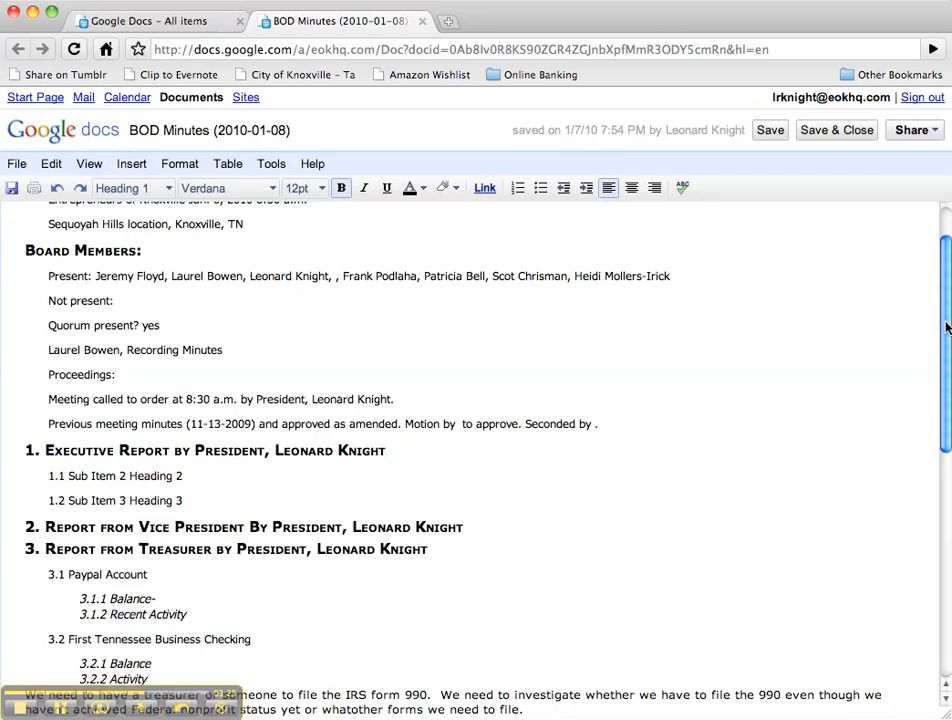 Google Docs - All items
BOD Minutes (2010-01-08)
http://docs.google.com/a/eokhq.com/Doc?docid=0Ab8lv0R8KS90ZGR4ZGJnbXpfMmR3ODY5cmRn&hl=en
Share on Tumblr Clip to Evernote City of Knoxville - Ta Amazon Wishlist Online Banking Other Bookmarks
Start Page Mail Calendar Documents Sites lrknight@eokhq.com | Sign out
Google docs BOD Minutes (2010-01-08) saved on 1/7/10 7:54 PM by Leonard Knight Save Save & Close Share
File Edit View Insert Format Table Tools Help
Heading 1 Verdana 12pt B I U A Link ABC
Entrepreneurs of Knoxville 8:30 a.m.
Sequoyah Hills location, Knoxville, TN
Board Members:
Present: Jeremy Floyd, Laurel Bowen, Leonard Knight, , Frank Podlaha, Patricia Bell, Scot Chrisman, Heidi Mollers-Irick
Not present:
Quorum present? yes
Laurel Bowen, Recording Minutes
Proceedings:
Meeting called to order at 8:30 a.m. by President, Leonard Knight.
Previous meeting minutes (11-13-2009) and approved as amended. Motion by to approve. Seconded by .
1. Executive Report by President, Leonard Knight
1.1 Sub Item 2 Heading 2
1.2 Sub Item 3 Heading 3
2. Report from Vice President By President, Leonard Knight
3. Report from Treasurer by President, Leonard Knight
3.1 Paypal Account
3.1.1 Balance-
3.1.2 Recent Activity
3.2 First Tennessee Business Checking
3.2.1 Balance
3.2.2 Activity
We need to have a treasurer or someone to file the IRS form 990. We need to investigate whether we have to file the 990 even though we
haven't achieved Federal nonprofit status yet or whatother forms we need to file.